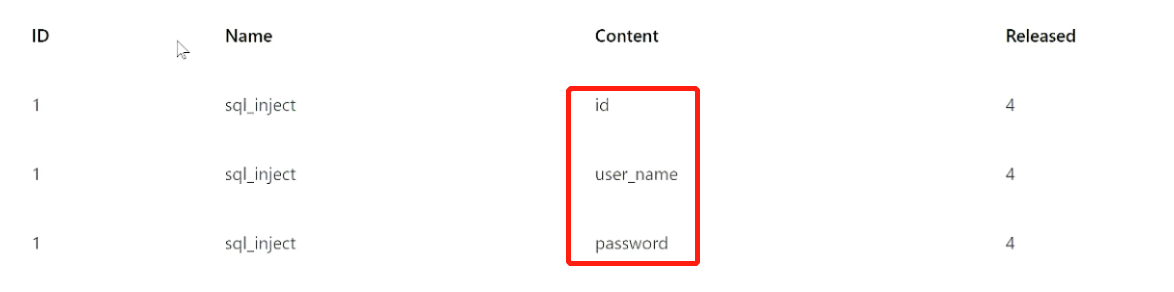 ID Name Content Released
1 sql_inject id 4
1 sql_inject user_name 4
1 sql_inject password 4